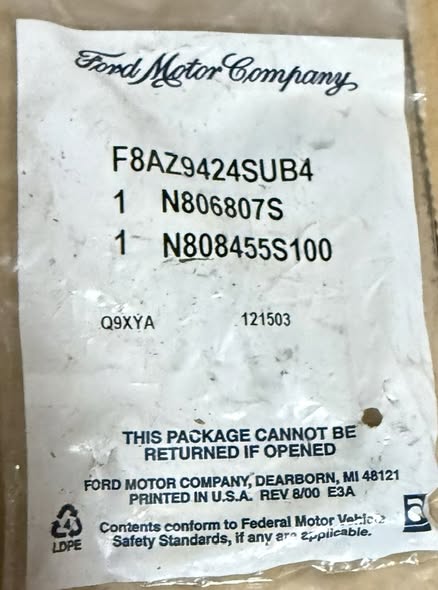 Ford Motor Company
F8AZ9424SUB4
1 N806807S
1 N808455S100
Q9XYA 121503
THIS PACKAGE CANNOT BE
RETURNED IF OPENED
FORD MOTOR COMPANY, DEARBORN, MI 48121
PRINTED IN U.S.A. REV 8/00 E3A
4
LDPE
Contents conform to Federal Motor Vehicle
Safety Standards, if any are applicable.